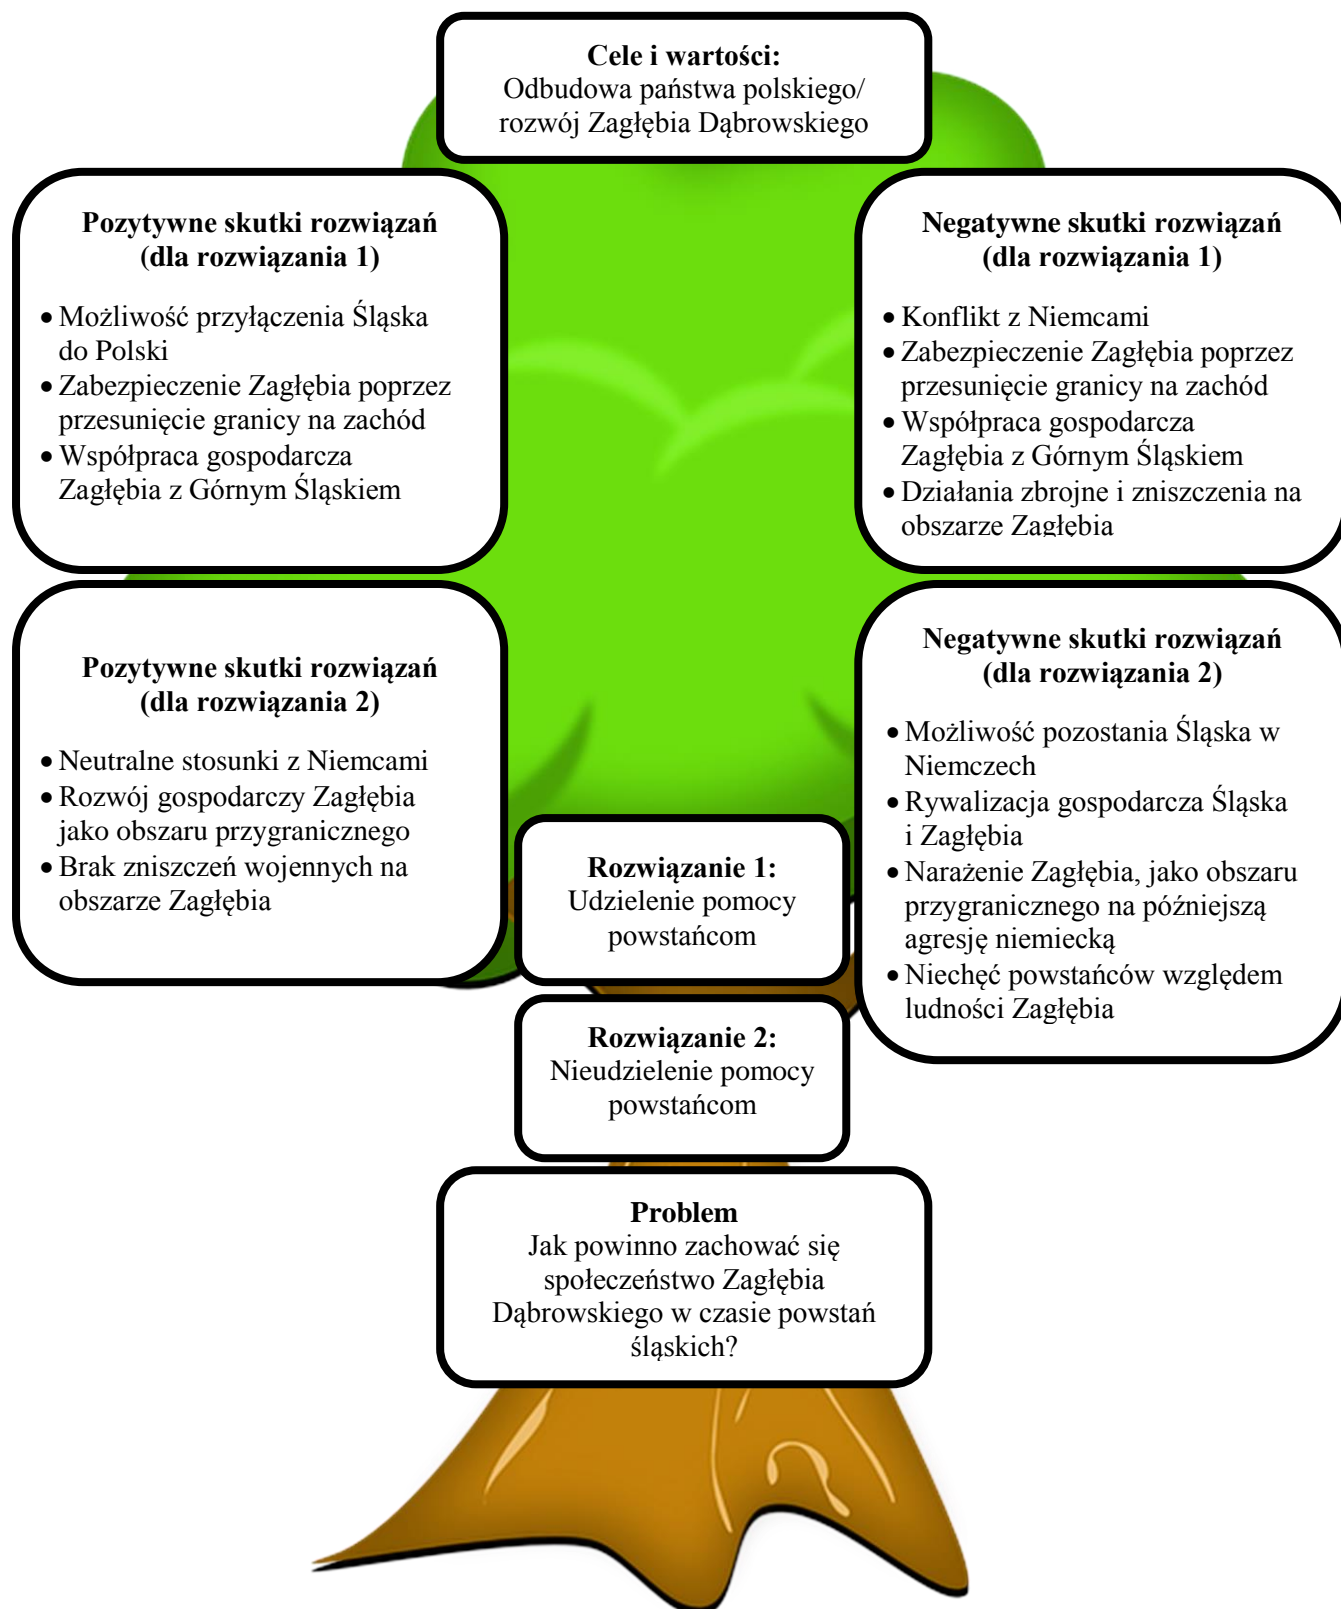 Cele i wartości:
Odbudowa państwa polskiego/
rozwój Zagłębia Dąbrowskiego
Pozytywne skutki rozwiązań
(dla rozwiązania 1)
• Możliwość przyłączenia Śląska
do Polski
• Zabezpieczenie Zagłębia poprzez
przesunięcie granicy na zachód
• Współpraca gospodarcza
Zagłębia z Górnym Śląskiem
Negatywne skutki rozwiązań
(dla rozwiązania 1)
• Konflikt z Niemcami
• Zabezpieczenie Zagłębia poprzez
przesunięcie granicy na zachód
• Współpraca gospodarcza
Zagłębia z Górnym Śląskiem
• Działania zbrojne i zniszczenia na
obszarze Zagłębia
Pozytywne skutki rozwiązań
(dla rozwiązania 2)
• Neutralne stosunki z Niemcami
• Rozwój gospodarczy Zagłębia
jako obszaru przygranicznego
• Brak zniszczeń wojennych na
obszarze Zagłębia
Negatywne skutki rozwiązań
(dla rozwiązania 2)
• Możliwość pozostania Śląska w
Niemczech
• Rywalizacja gospodarcza Śląska
i Zagłębia
• Narażenie Zagłębia, jako obszaru
przygranicznego na późniejszą
agresję niemiecką
• Niechęć powstańców względem
ludności Zagłębia
Rozwiązanie 1:
Udzielenie pomocy
powstańcom
Rozwiązanie 2:
Nieudzielenie pomocy
powstańcom
Problem
Jak powinno zachować się
społeczeństwo Zagłębia
Dąbrowskiego w czasie powstań
śląskich?